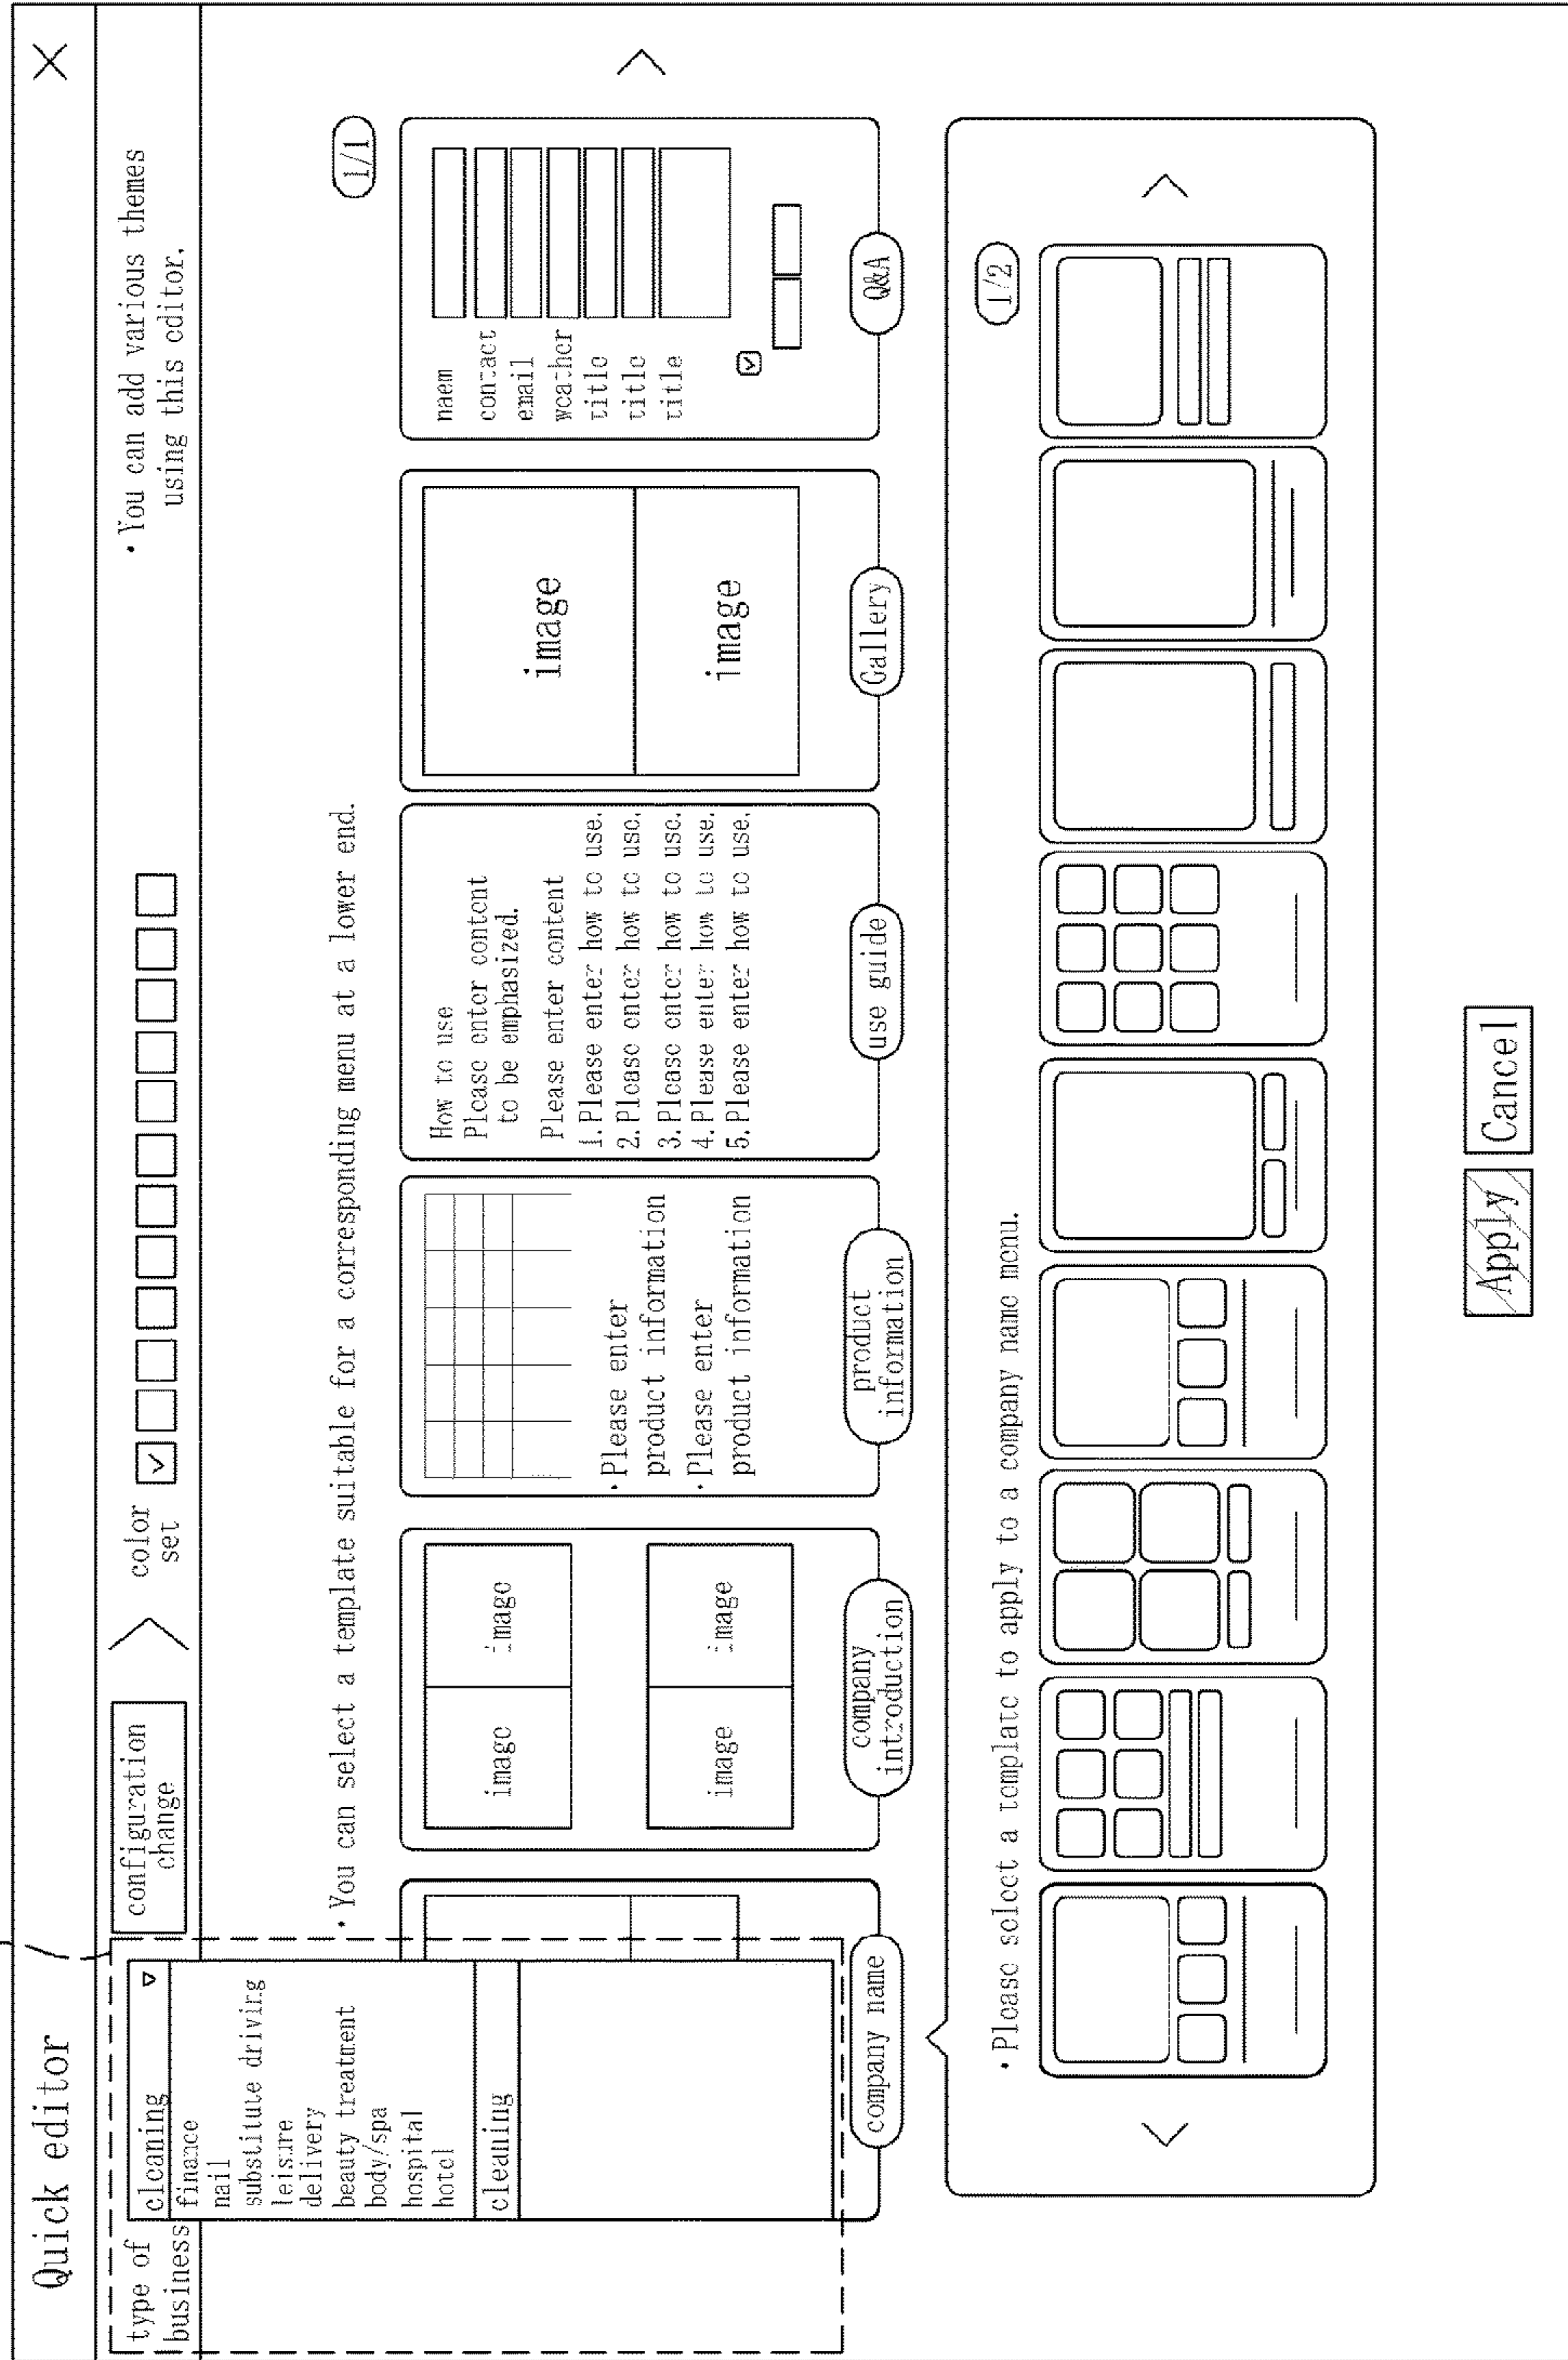 Quick editor
type of
business
cleaning
finance
nail
substitute driving
leisure
delivery
beauty treatment
body/spa
hospital
hotel
cleaning
configuration
change
color
set
· You can add various themes
using this editor.
· You can select a template suitable for a corresponding menu at a lower end.
1/1
company name
image
image
image
image
company
introduction
· Please enter
product information
· Please enter
product information
product
information
How to use
Please enter content
to be emphasized.
Please enter content
1.Please enter how to use.
2.Please enter how to use.
3.Please enter how to use.
4.Please enter how to use.
5.Please enter how to use.
use guide
image
image
Gallery
naem
contact
email
weather
title
title
title
Q&A
· Please select a template to apply to a company name menu.
1/2
Apply
Cancel